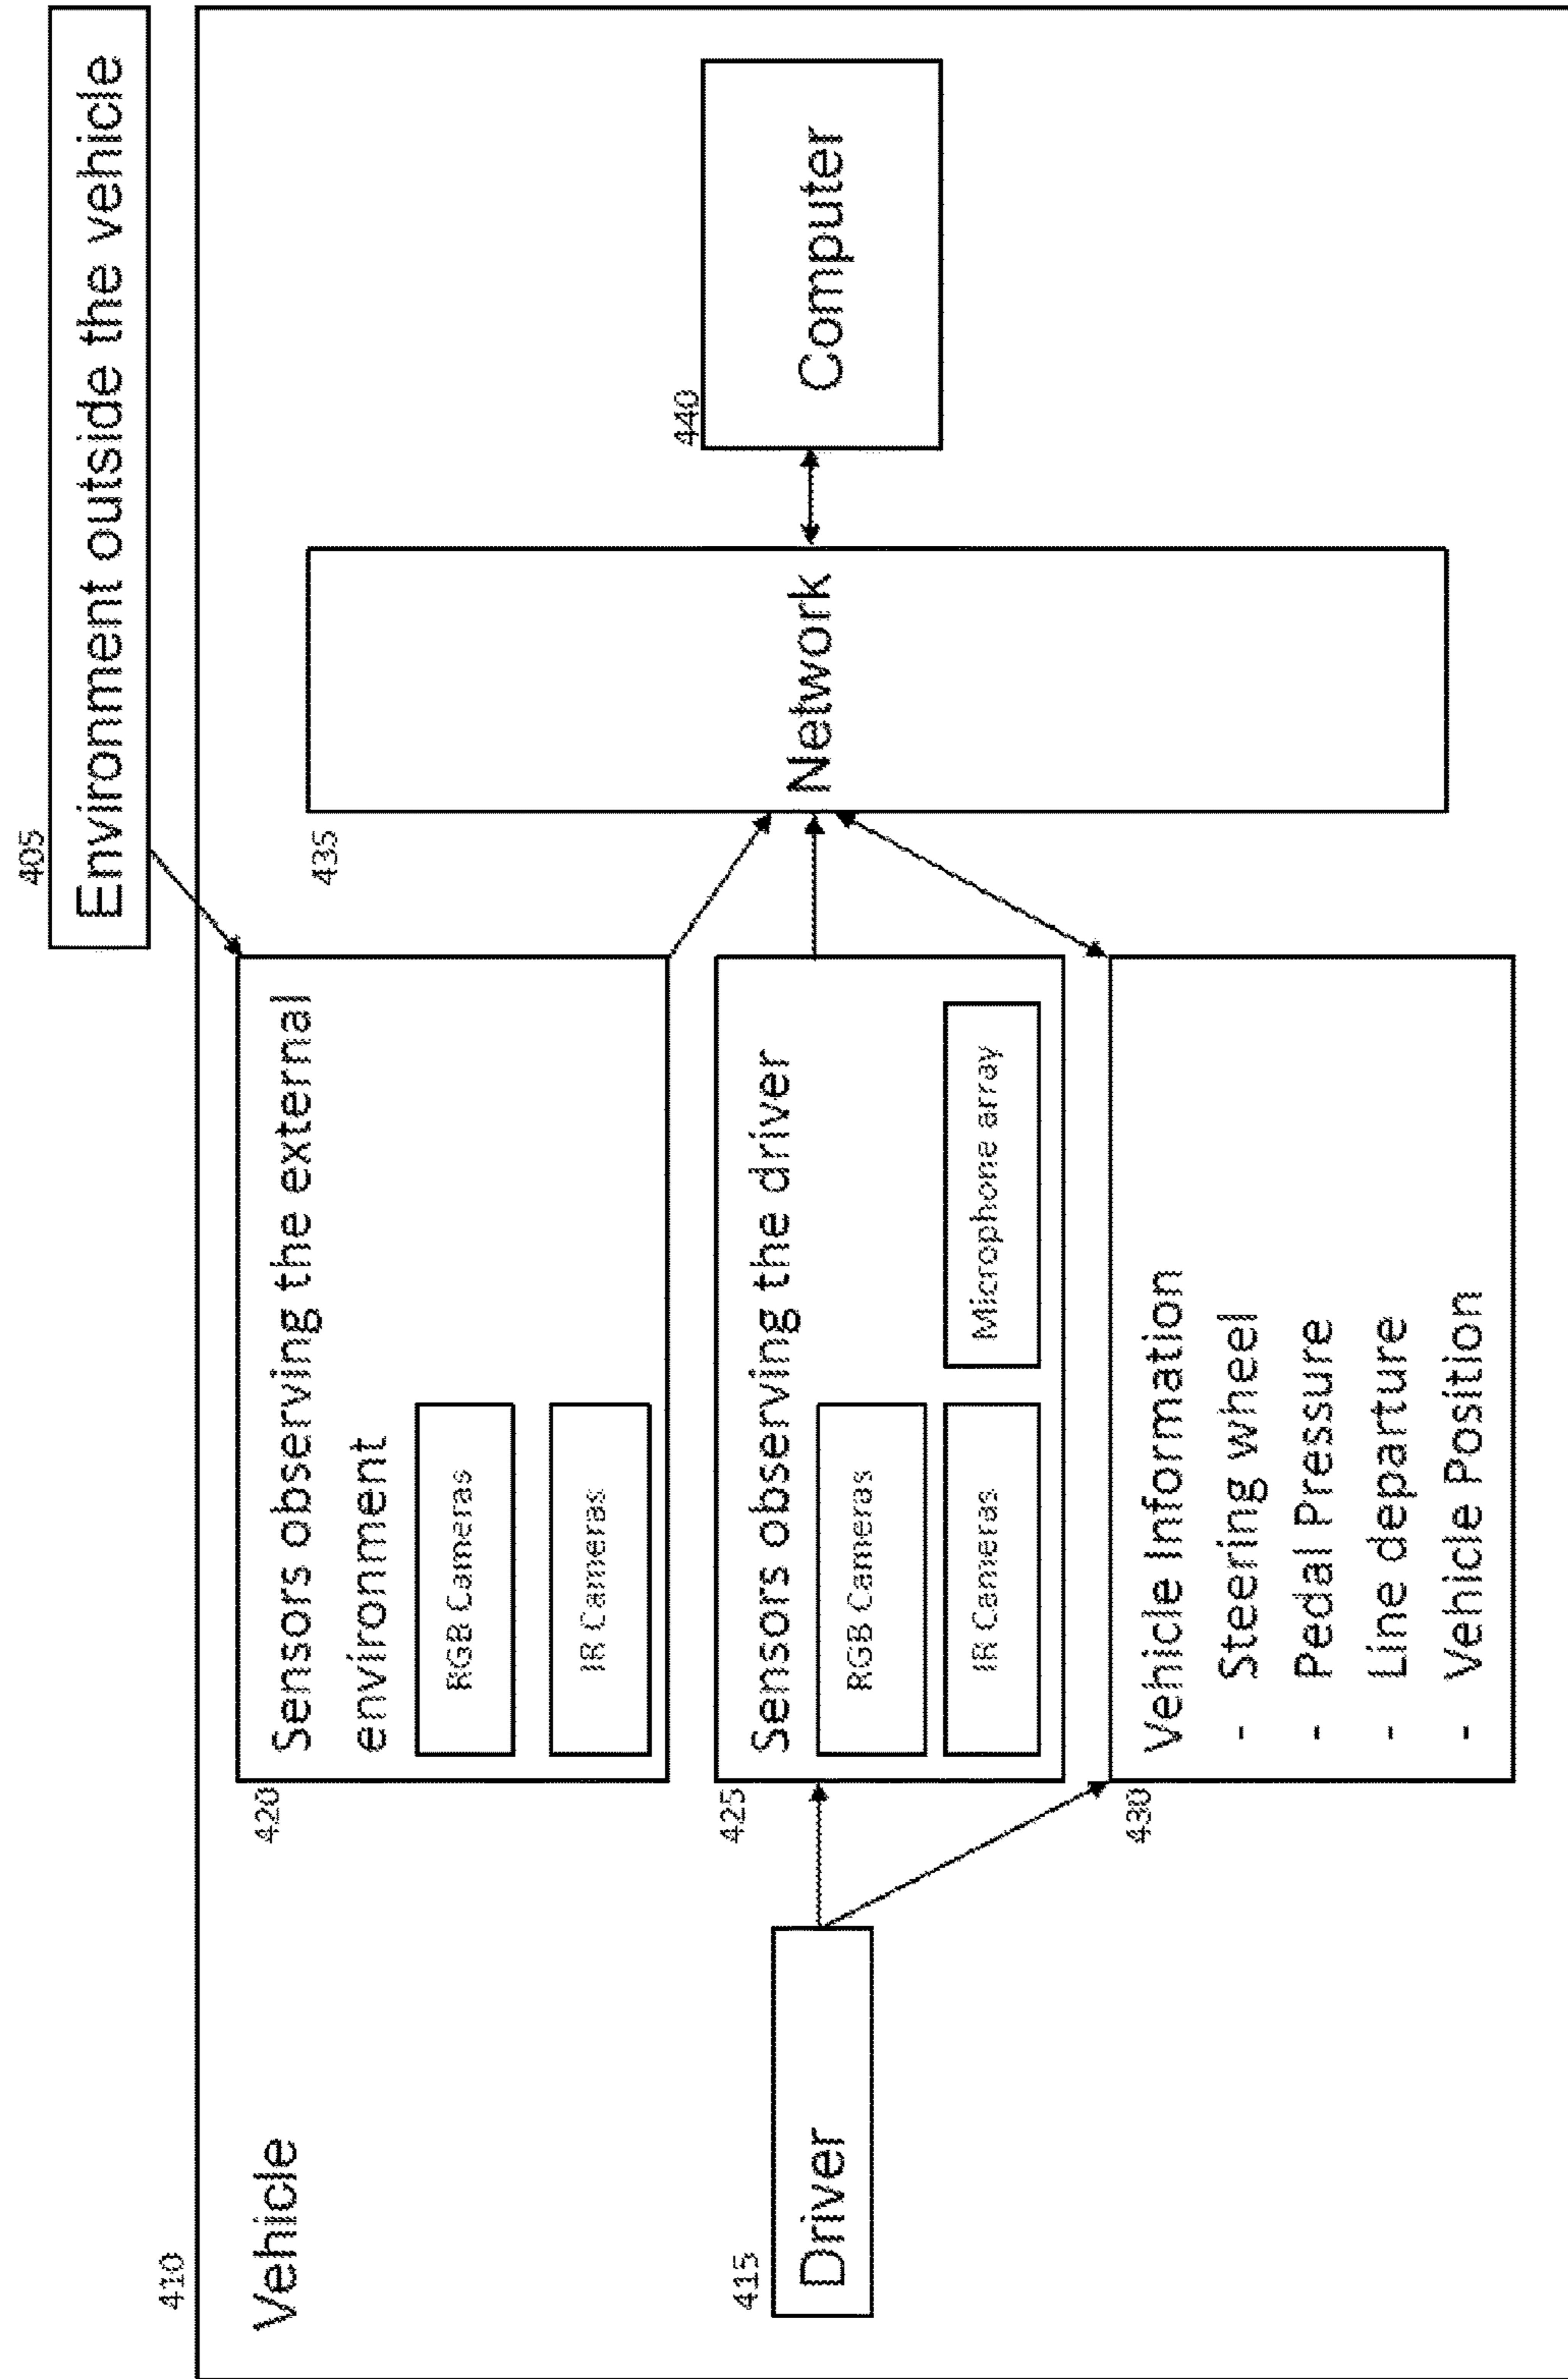 405
Environment outside the vehicle
410
Vehicle
420
Sensors observing the external
environment
RGB Cameras
IR Cameras
415
Driver
425
Sensors observing the driver
RGB Cameras
IR Cameras
Microphone array
430
Vehicle Information
- Steering wheel
- Pedal Pressure
- Line departure
- Vehicle Position
435
Network
440
Computer